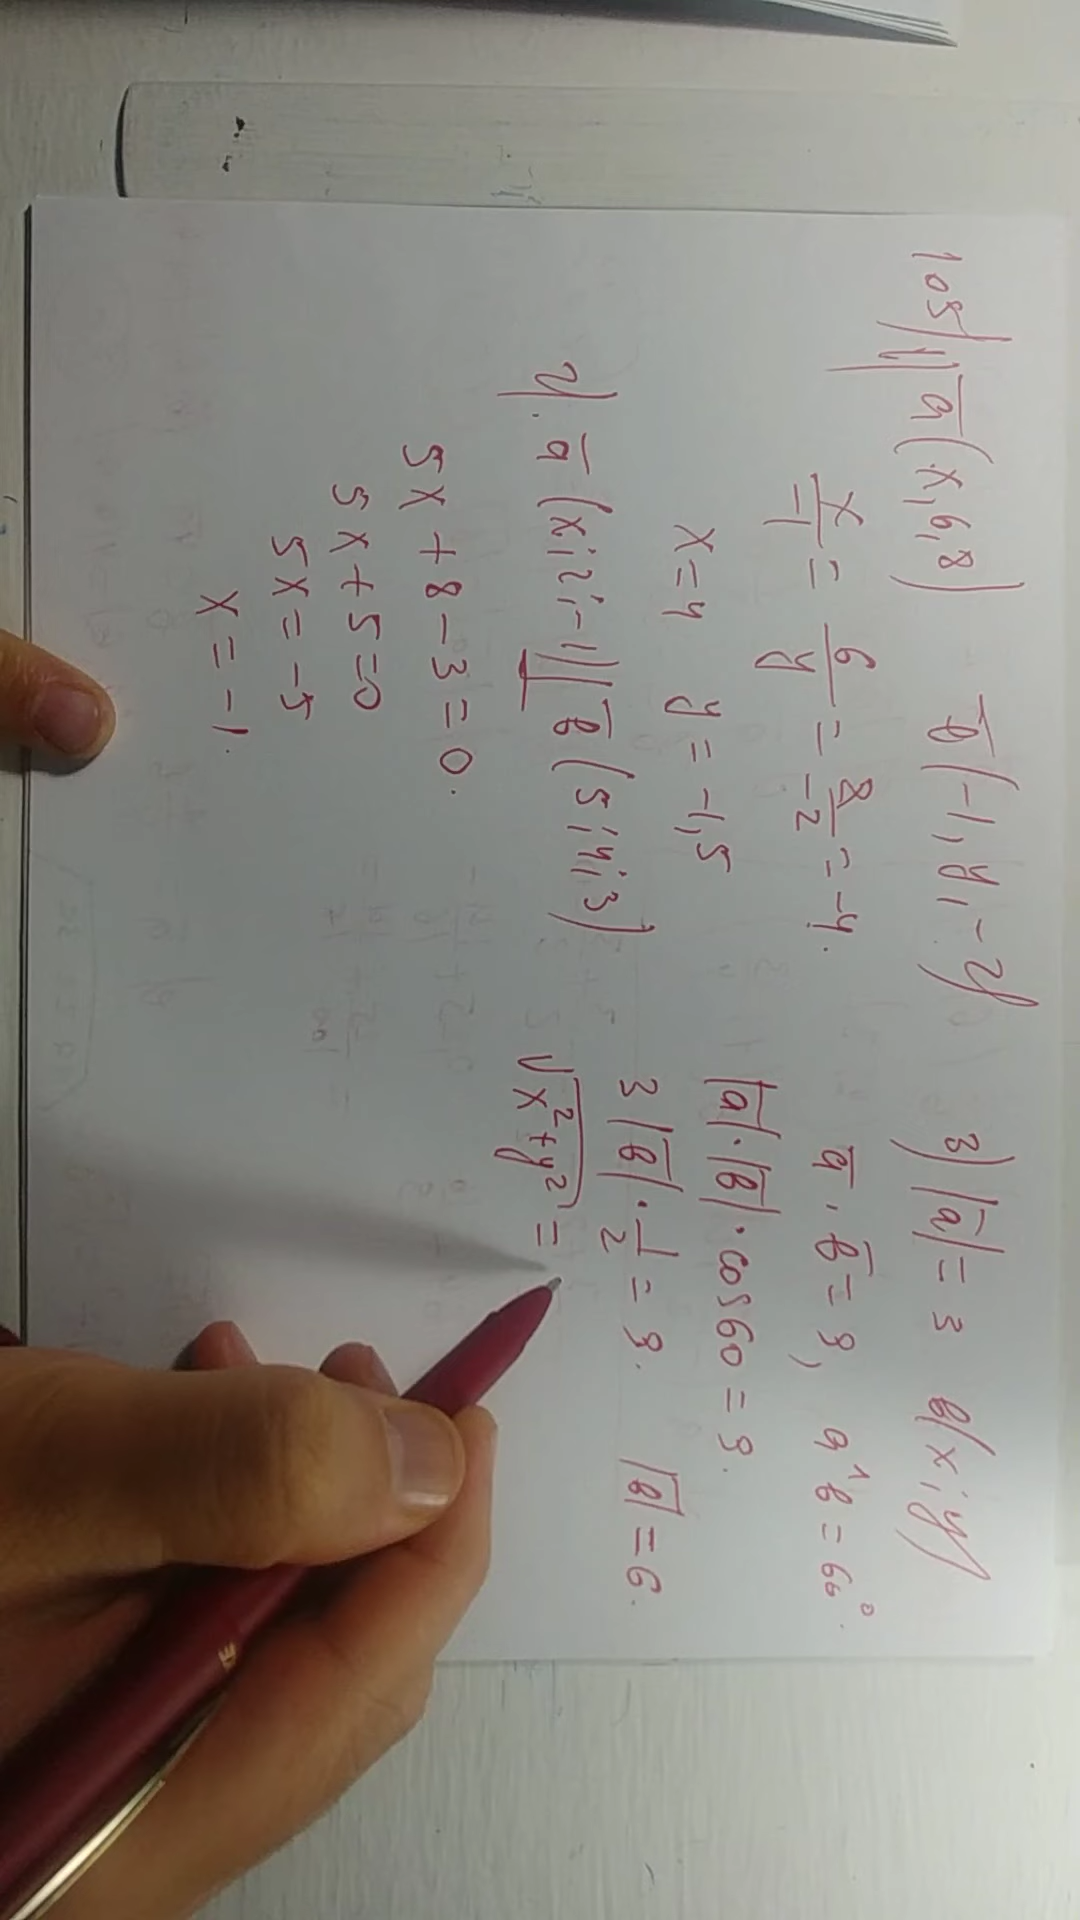 105) 1) a̅(x, 6, 8) b̅(-1, y, -2)
x/-1 = 6/y = 8/-2 = -4.
x=4 y=-1,5
2). a̅(x; 2; -1) ⊥ b̅(5; 4; 3)
5x+8-3=0.
5x+5=0
5x=-5
x=-1.
3) |a̅|=3 b(x; y)
a̅·b̅=9, a^b=60°.
|a̅|·|b̅|·cos60=9.
3|b̅|·1/2=9. |b̅|=6.
√x²+y²=